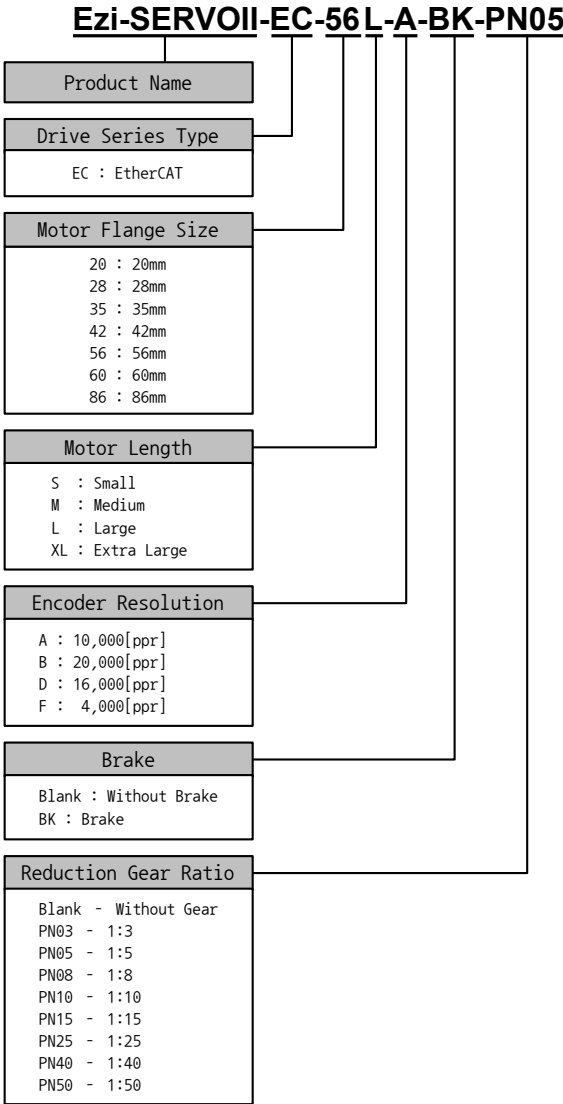 Ezi-SERVOII-EC-56L-A-BK-PN05
Product Name
Drive Series Type
EC : EtherCAT
Motor Flange Size
20 : 20mm
28 : 28mm
35 : 35mm
42 : 42mm
56 : 56mm
60 : 60mm
86 : 86mm
Motor Length
S : Small
M : Medium
L : Large
XL : Extra Large
Encoder Resolution
A : 10,000[ppr]
B : 20,000[ppr]
D : 16,000[ppr]
F : 4,000[ppr]
Brake
Blank : Without Brake
BK : Brake
Reduction Gear Ratio
Blank - Without Gear
PN03 - 1:3
PN05 - 1:5
PN08 - 1:8
PN10 - 1:10
PN15 - 1:15
PN25 - 1:25
PN40 - 1:40
PN50 - 1:50